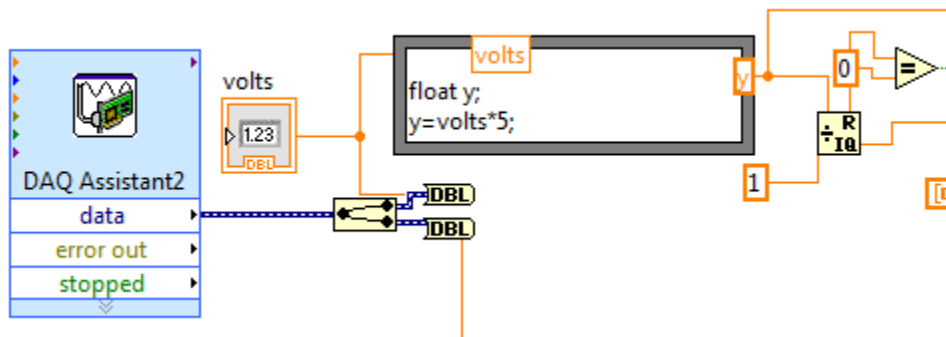 volts
1.23
DBL
DAQ Assistant2
data
error out
stopped
volts
float y;
y=volts*5;
y
DBL
DBL
0
=
÷ R
IQ
1